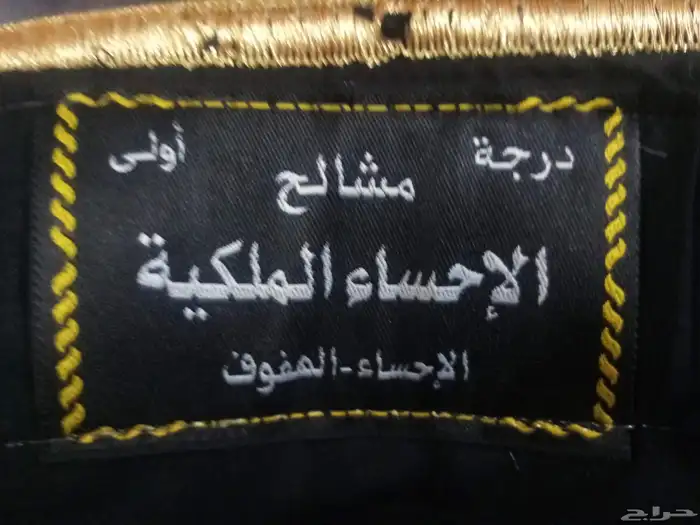 درجة أولى
مشالح
الإحساء الملكية
الإحساء-الهفوف
حراج